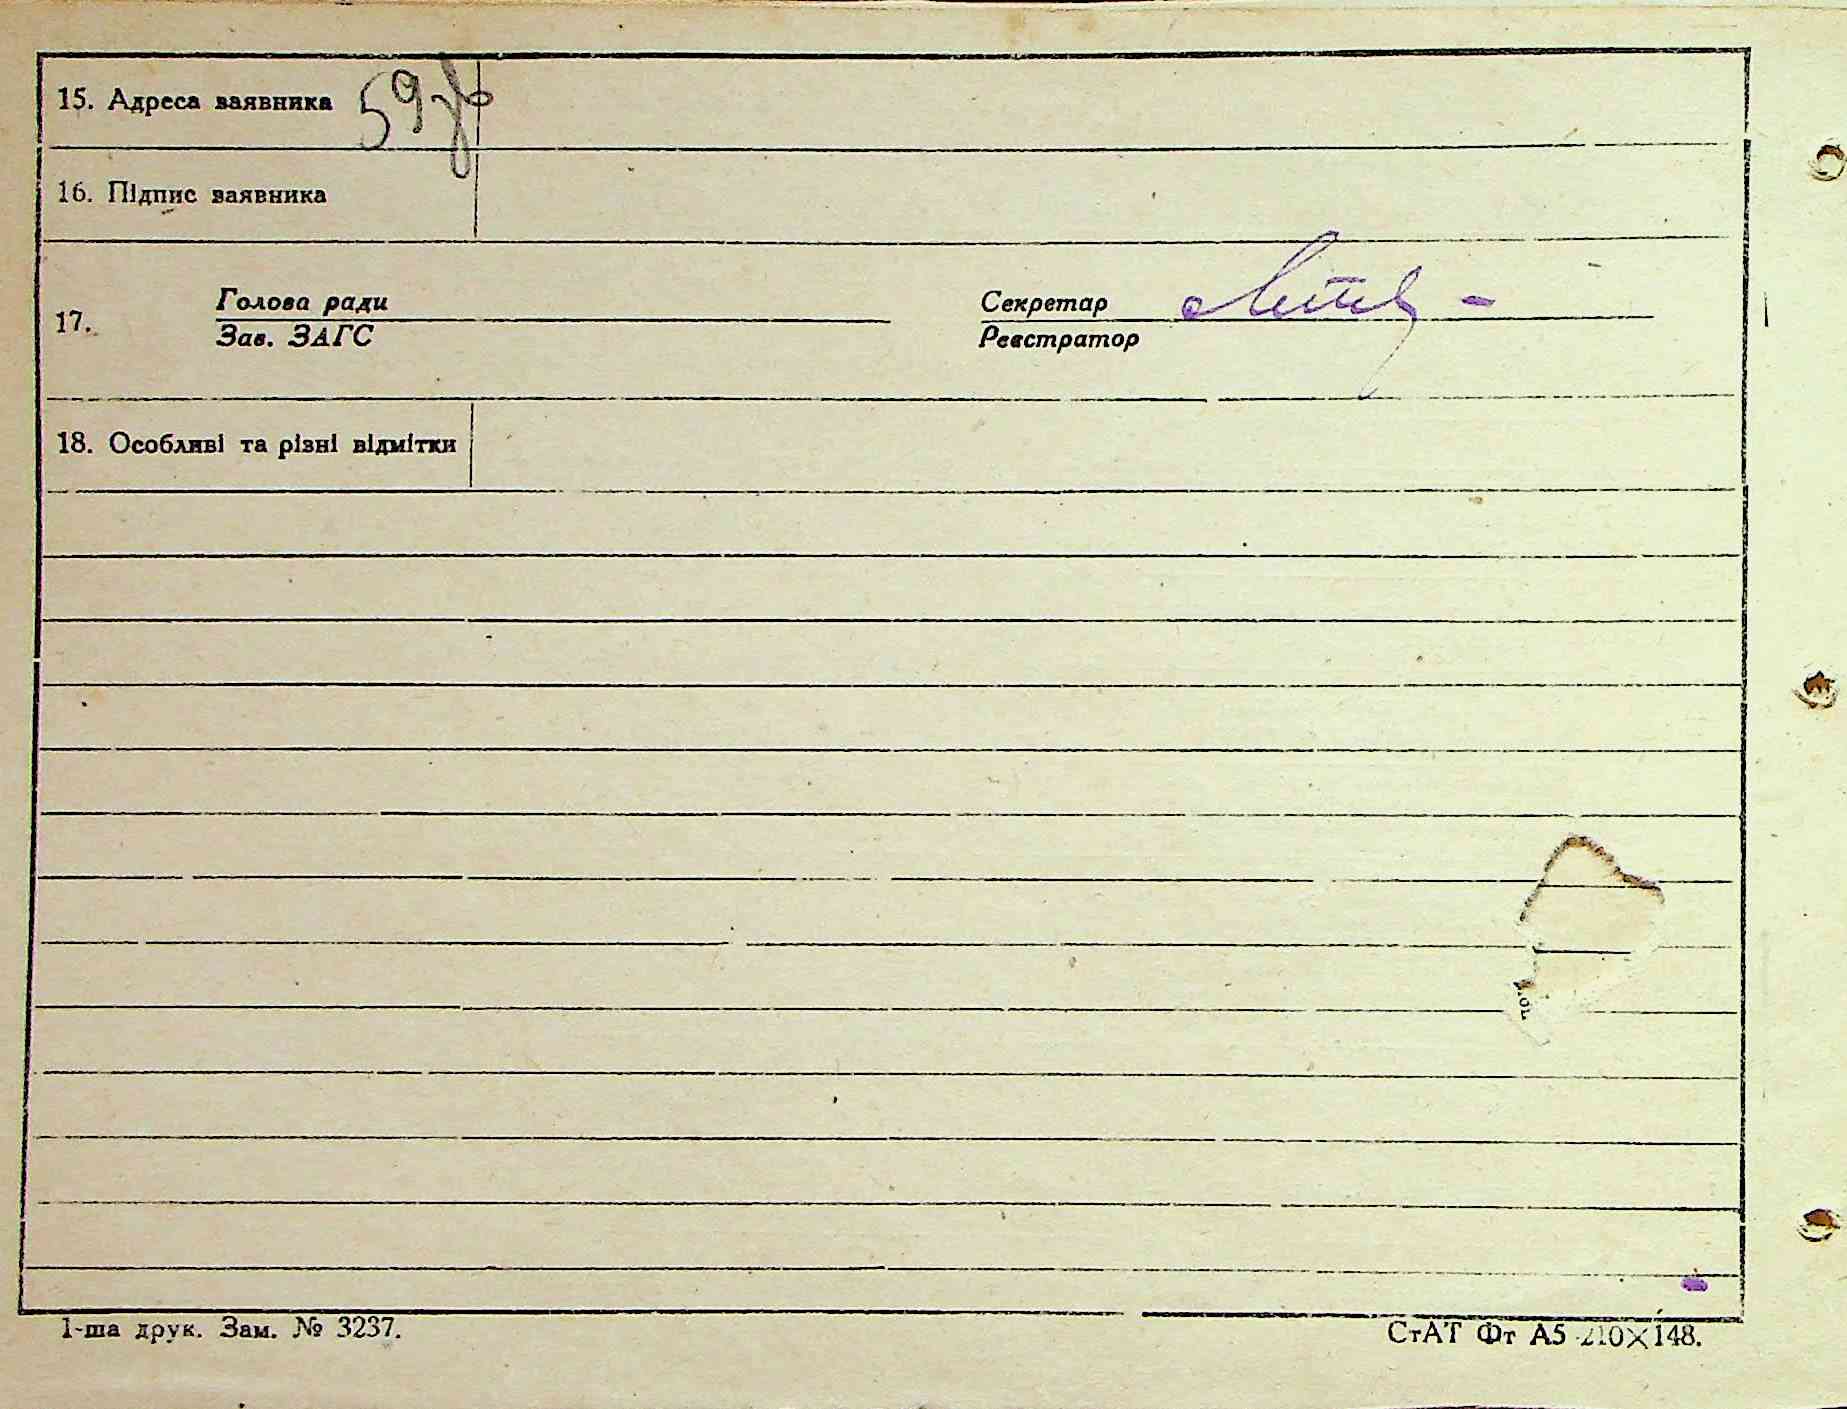 15. Адреса заявника 59
16. Підпис заявника
17. Голова ради
Зав. ЗАГС
Секретар
Реєстратор
18. Особливі та різні відмітки
1-ша друк. Зам. № 3237.
СтАТ Фт А5 210×148.